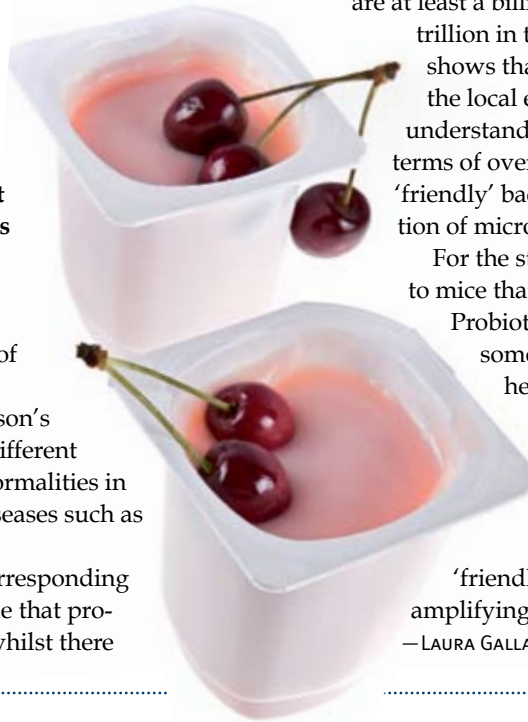 t
s
of
son's
ifferent
ormalities in
seases such as
rresponding
e that pro-
whilst there
are at least a bill
trillion in t
shows tha
the local e
understand
terms of over
‘friendly’ bac
tion of micro
For the st
to mice tha
Probiot
some
he
‘friendl
amplifying
—LAURA GALLA